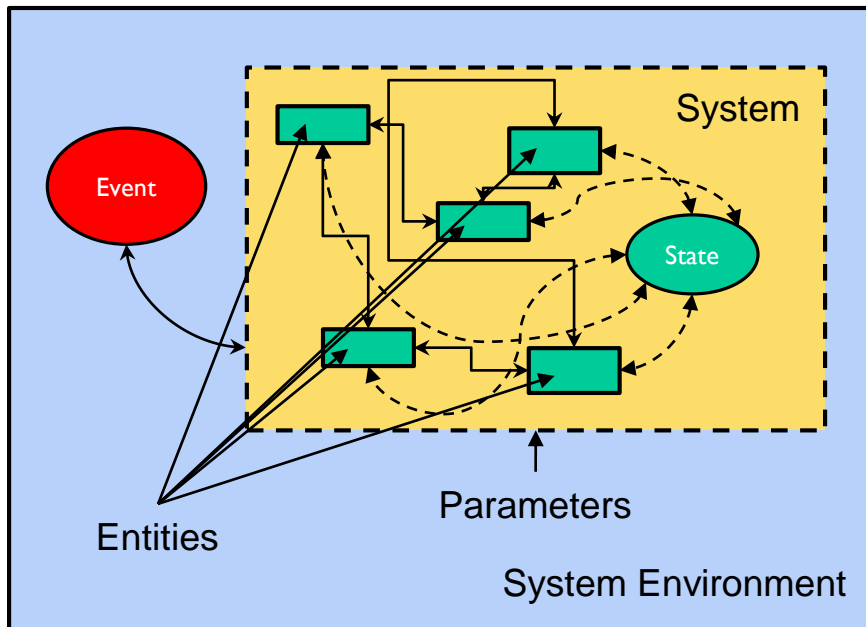 System
Event
State
Parameters
Entities
System Environment